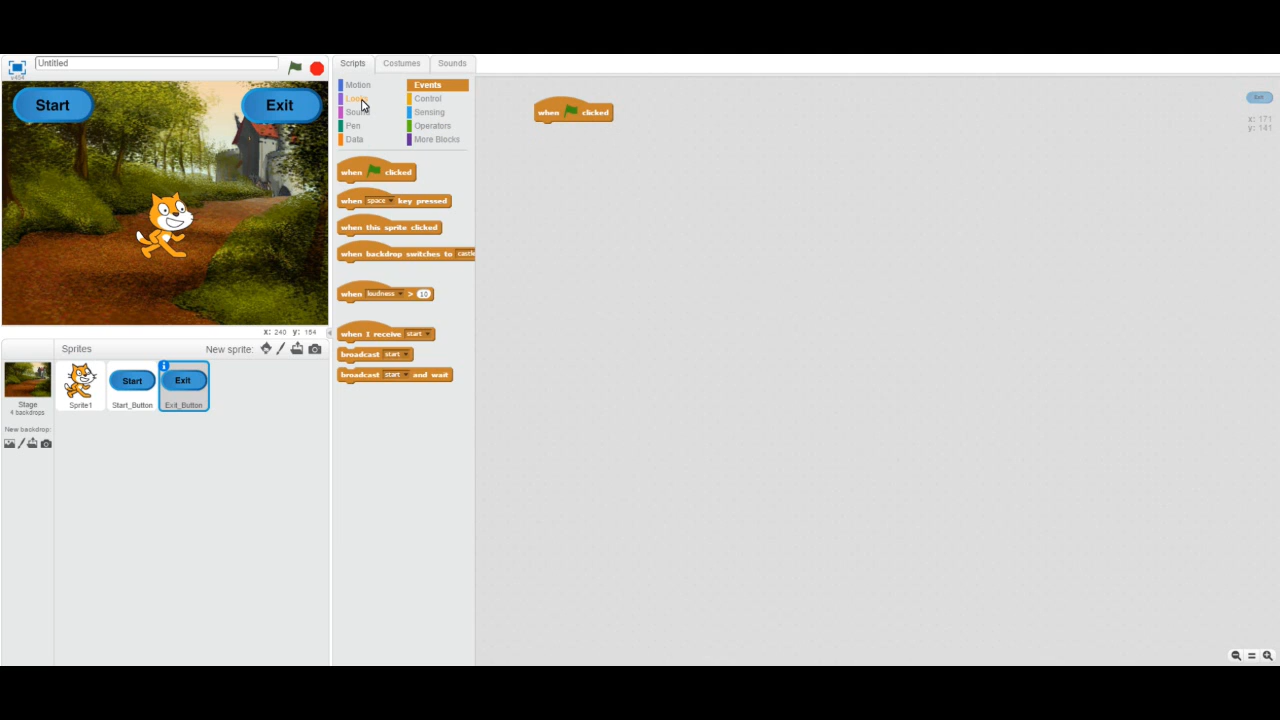 Untitled
v454
Start
Exit
x: 240 y: 154
Sprites
New sprite:
Stage
4 backdrops
New backdrop:
Sprite1
Start
Start_Button
Exit
Exit_Button
Scripts
Costumes
Sounds
Motion
Looks
Sound
Pen
Data
Events
Control
Sensing
Operators
More Blocks
when clicked
when space key pressed
when this sprite clicked
when backdrop switches to castle
when loudness > 10
when I receive start
broadcast start
broadcast start and wait
when clicked
Exit
x: 171
y: 141